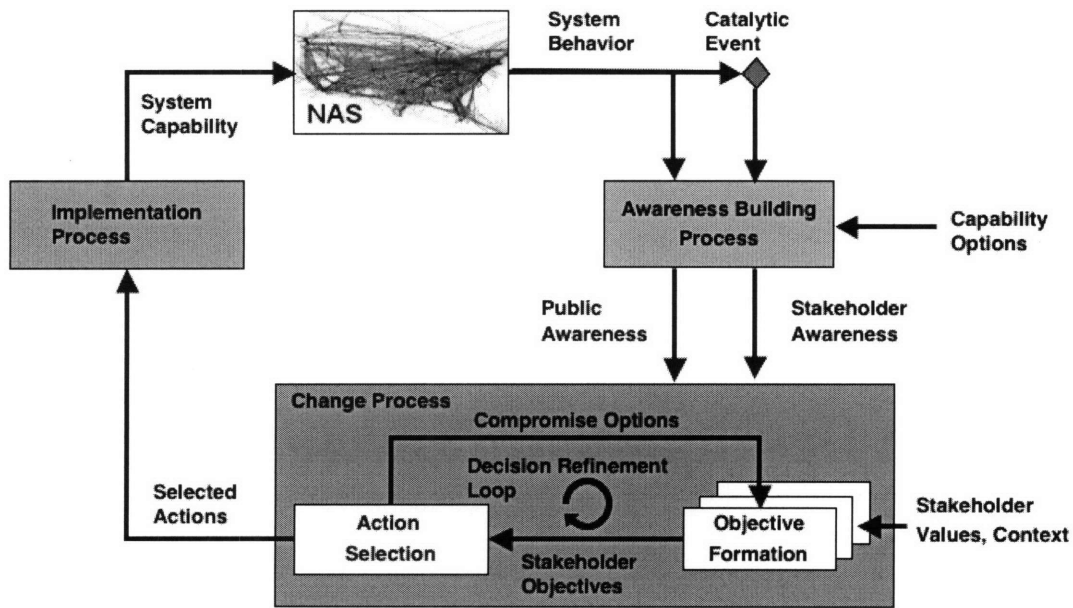 System
Behavior
Catalytic
Event
NAS
System
Capability
Implementation
Process
Awareness Building
Process
Capability
Options
Public
Awareness
Stakeholder
Awareness
Change Process
Compromise Options
Decision Refinement
Loop
Selected
Actions
Action
Selection
Objective
Formation
Stakeholder
Values, Context
Stakeholder
Objectives